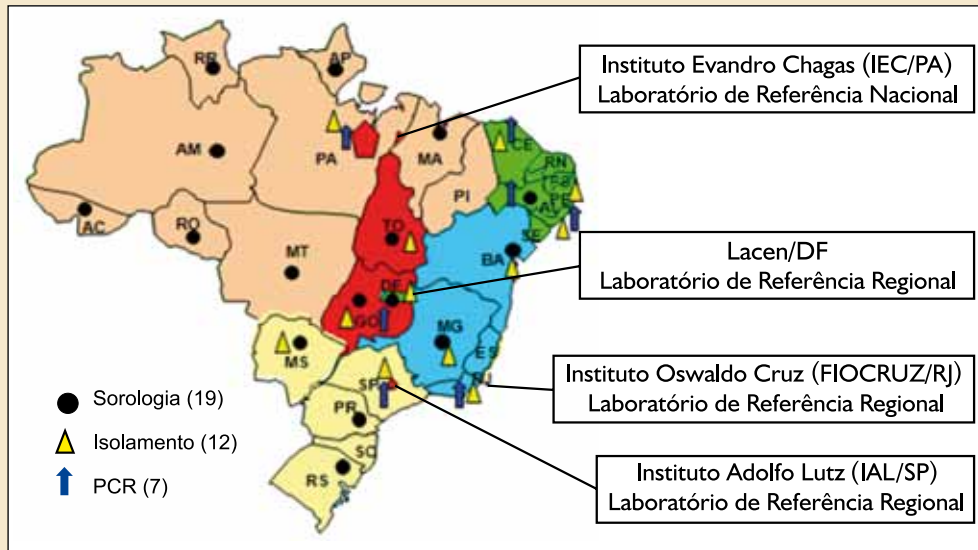 Instituto Evandro Chagas (IEC/PA)
Laboratório de Referência Nacional
Lacen/DF
Laboratório de Referência Regional
Instituto Oswaldo Cruz (FIOCRUZ/RJ)
Laboratório de Referência Regional
Instituto Adolfo Lutz (IAL/SP)
Laboratório de Referência Regional
RR
AP
AM
PA
MA
CE
RN
PI
PE
AL
SE
AC
RO
TO
MT
BA
DF
GO
MG
ES
MS
SP
RJ
PR
SC
RS
Sorologia (19)
Isolamento (12)
PCR (7)